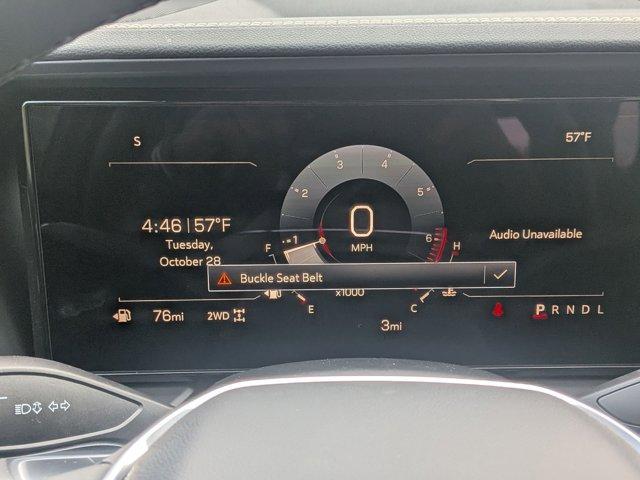 S
57°F
3 4
2 5
4:46 | 57°F
Tuesday,
October 28
0
MPH
Audio Unavailable
F
1
6
H
Buckle Seat Belt
x1000
E
C
76mi
2WD
3mi
P R N D L